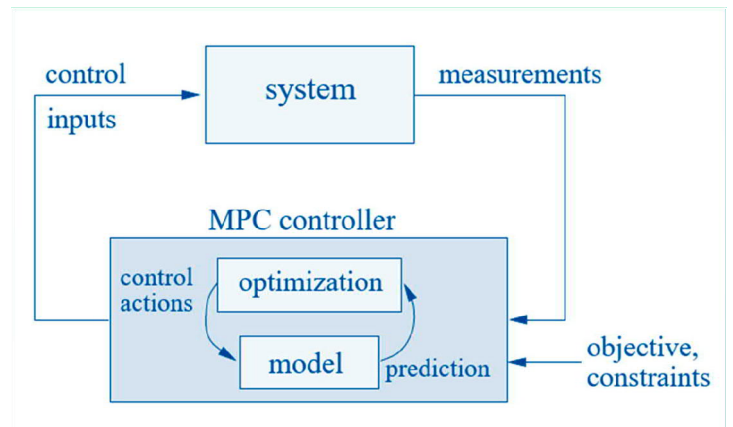 control
inputs
system
measurements
MPC controller
control
actions
optimization
model
prediction
objective,
constraints